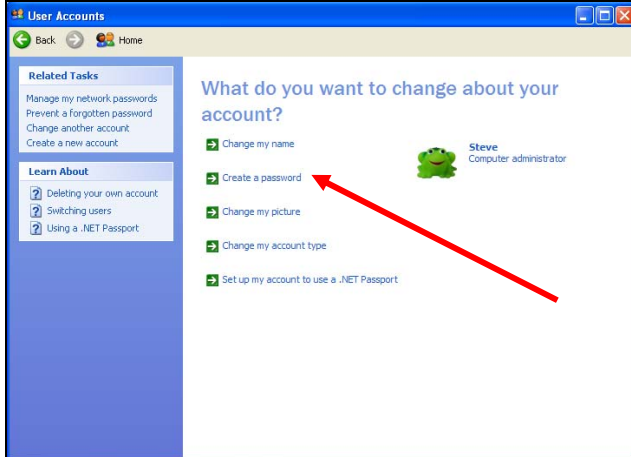 User Accounts
Back Home
Related Tasks
Manage my network passwords
Prevent a forgotten password
Change another account
Create a new account
Learn About
Deleting your own account
Switching users
Using a .NET Passport
What do you want to change about your
account?
Change my name
Create a password
Change my picture
Change my account type
Set up my account to use a .NET Passport
Steve
Computer administrator